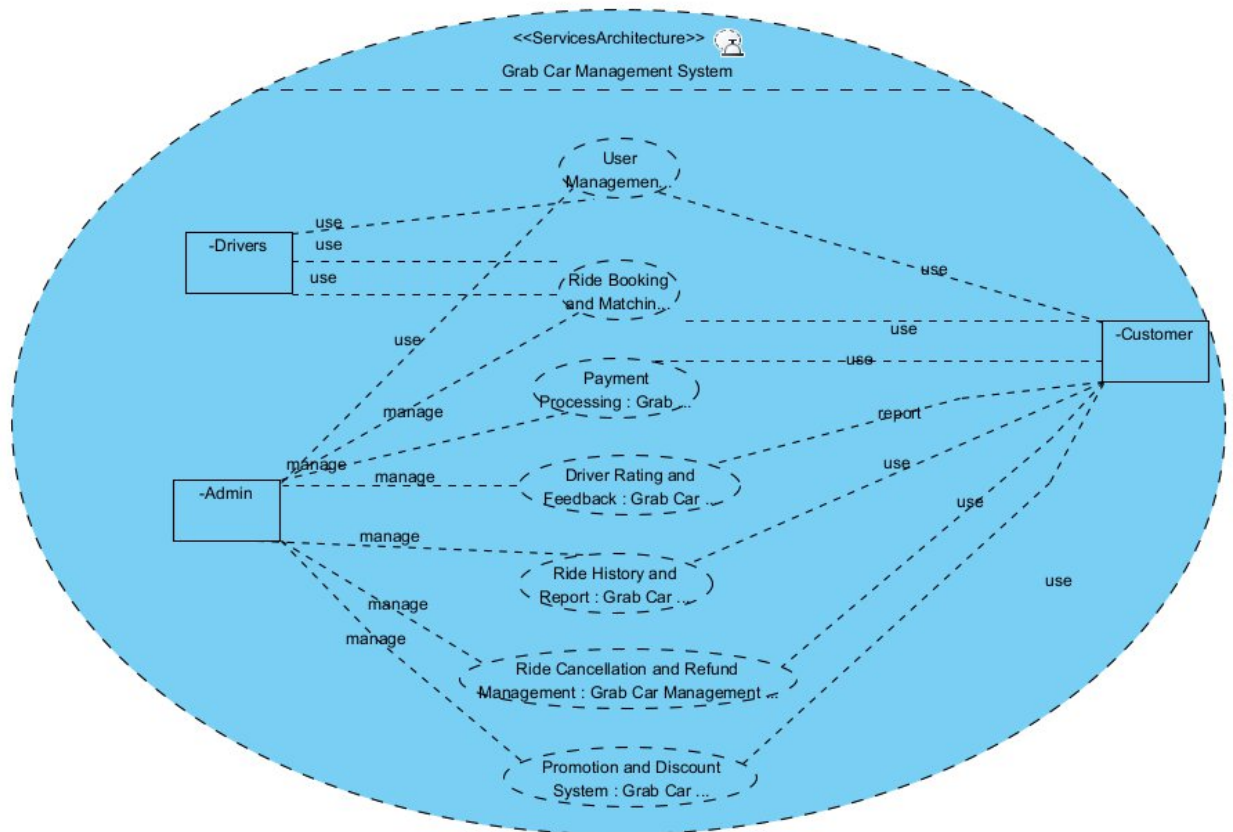 <<ServicesArchitecture>>
Grab Car Management System
User
Managemen...
use
-Drivers
use
use
Ride Booking
and Matchin...
use
use
-Customer
use
use
Payment
Processing : Grab ...
manage
report
manage
Driver Rating and
Feedback : Grab Car ...
manage
use
-Admin
use
manage
Ride History and
Report : Grab Car ...
use
manage
manage
Ride Cancellation and Refund
Management : Grab Car Management ...
Promotion and Discount
System : Grab Car ...